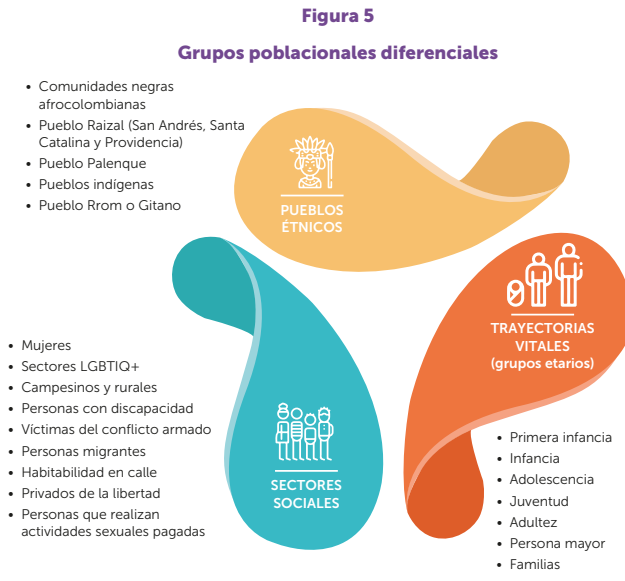 Figura 5
Grupos poblacionales diferenciales
• Comunidades negras
afrocolombianas
• Pueblo Raizal (San Andrés, Santa
Catalina y Providencia)
• Pueblo Palenque
• Pueblos indígenas
• Pueblo Rrom o Gitano
PUEBLOS
ÉTNICOS
TRAYECTORIAS
VITALES
(grupos etarios)
• Mujeres
• Sectores LGBTIQ+
• Campesinos y rurales
• Personas con discapacidad
• Víctimas del conflicto armado
• Personas migrantes
• Habitabilidad en calle
• Privados de la libertad
• Personas que realizan
actividades sexuales pagadas
SECTORES
SOCIALES
• Primera infancia
• Infancia
• Adolescencia
• Juventud
• Adultez
• Persona mayor
• Familias